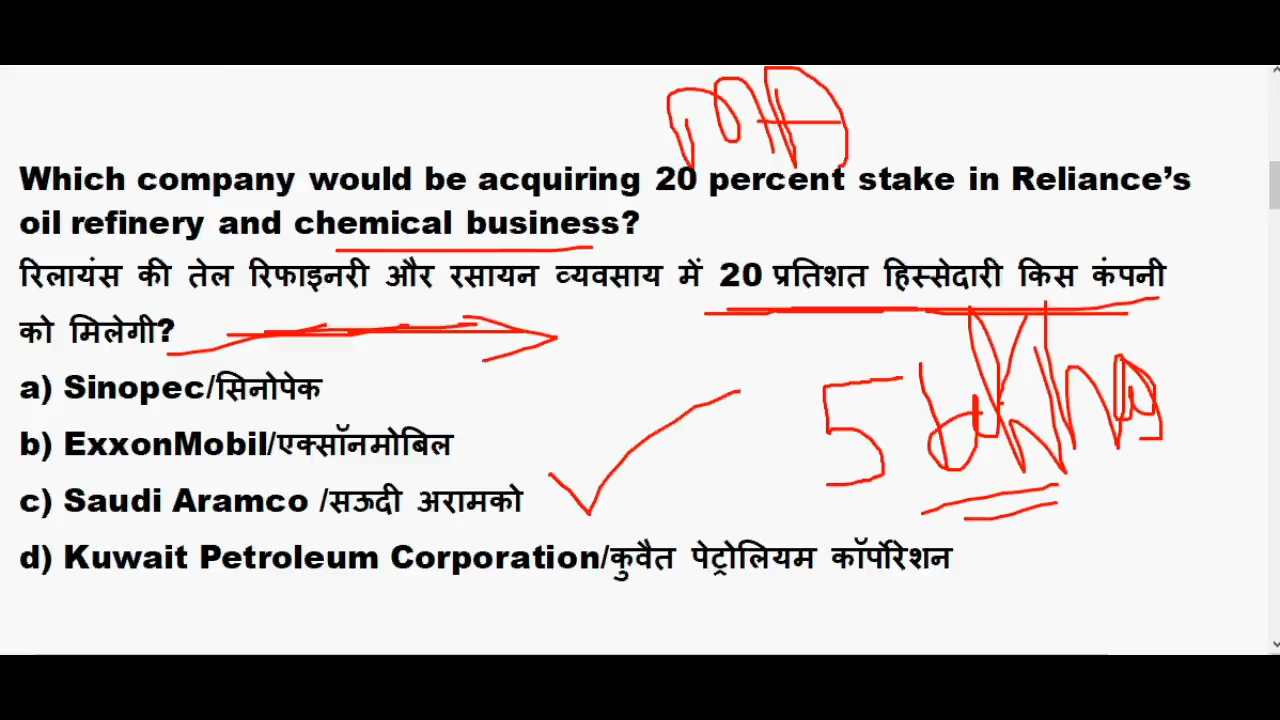 Which company would be acquiring 20 percent stake in Reliance's
oil refinery and chemical business?
रिलायंस की तेल रिफाइनरी और रसायन व्यवसाय में 20 प्रतिशत हिस्सेदारी किस कंपनी
को मिलेगी?
a) Sinopec/सिनोपेक
b) ExxonMobil/एक्सॉनमोबिल
c) Saudi Aramco /सऊदी अरामको
d) Kuwait Petroleum Corporation/कुवैत पेट्रोलियम कॉर्पोरेशन